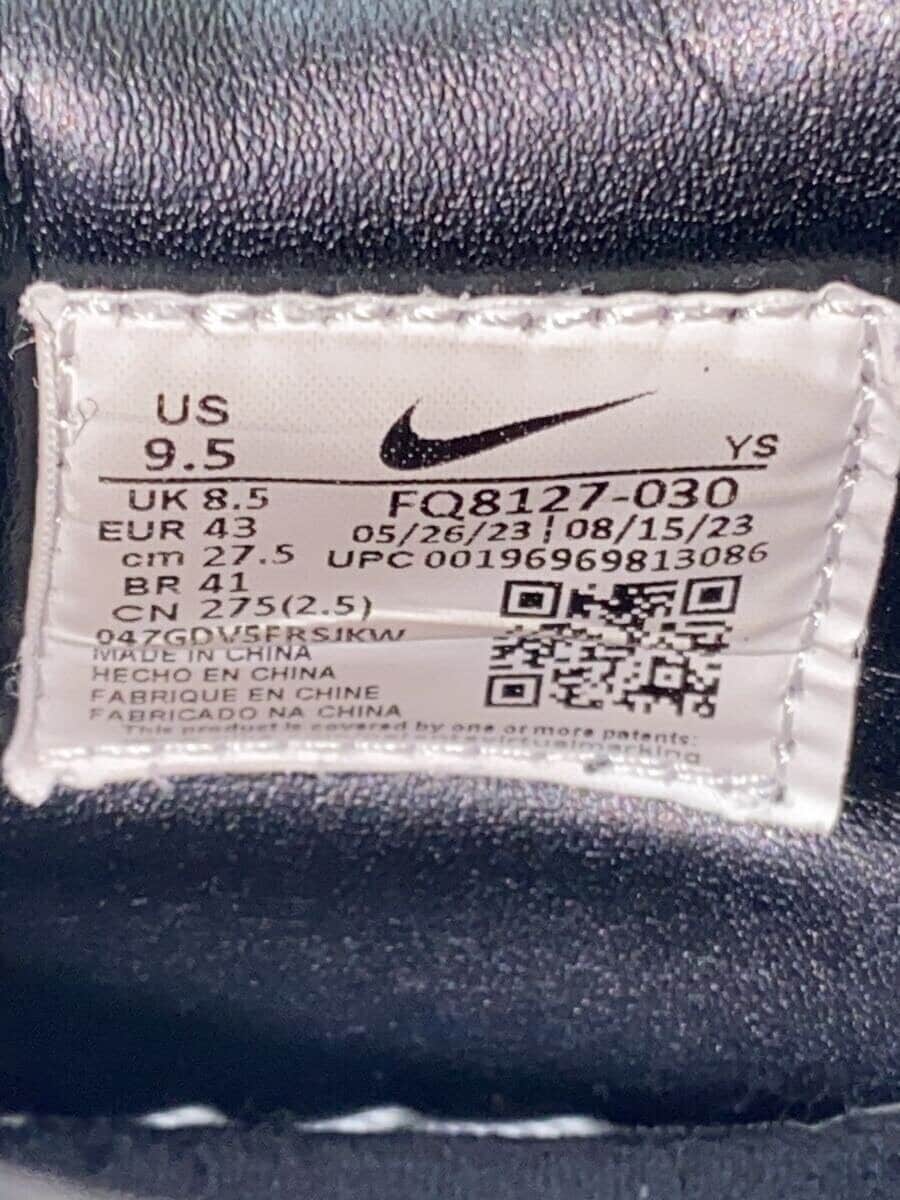 US
9.5
YS
UK 8.5
EUR 43
cm 27.5
BR 41
CN 275(2.5)
FQ8127-030
05/26/23¦08/15/23
UPC 00196969813086
047GDV5FRSJKW
MADE IN CHINA
HECHO EN CHINA
FABRIQUE EN CHINE
FABRICADO NA CHINA
This product is covered by one or more patents: